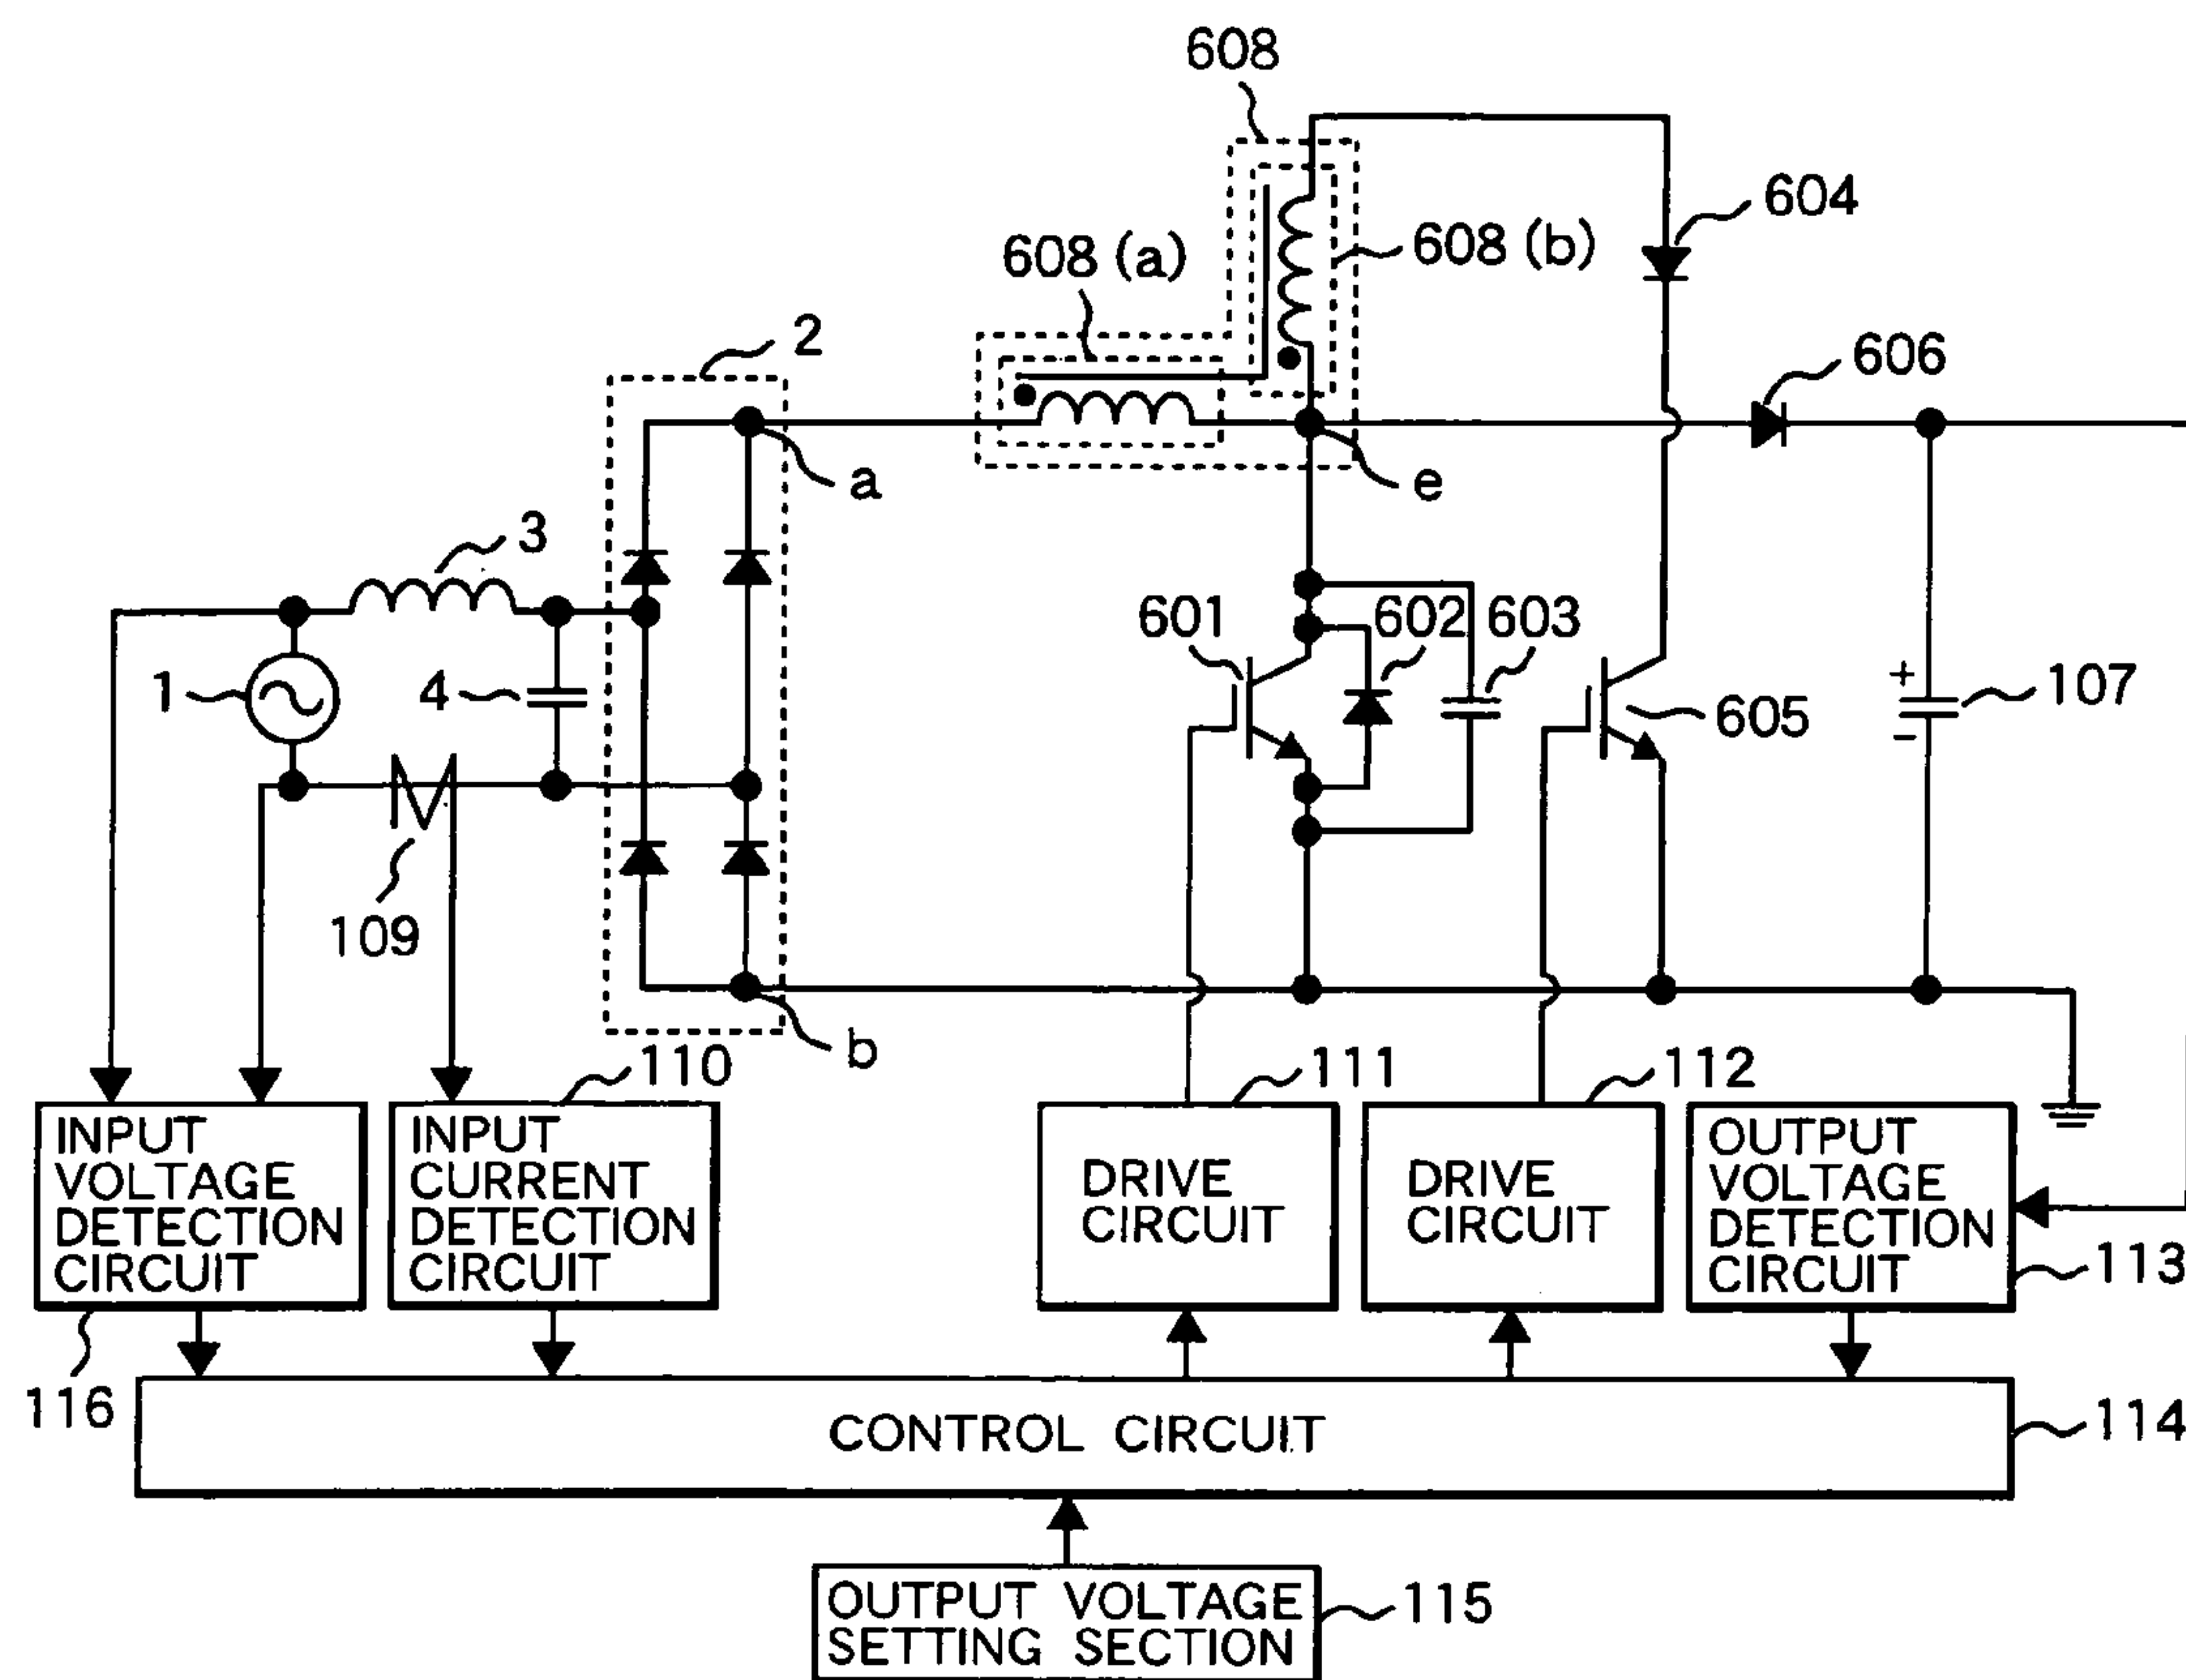 608
604
608 (a)
608 (b)
2
606
a
e
3
601
602
603
1
4
+
107
605
−
109
b
110
111
112
INPUT
VOLTAGE
DETECTION
CIRCUIT
INPUT
CURRENT
DETECTION
CIRCUIT
DRIVE
CIRCUIT
DRIVE
CIRCUIT
OUTPUT
VOLTAGE
DETECTION
CIRCUIT
113
116
CONTROL CIRCUIT
114
OUTPUT VOLTAGE
SETTING SECTION
115